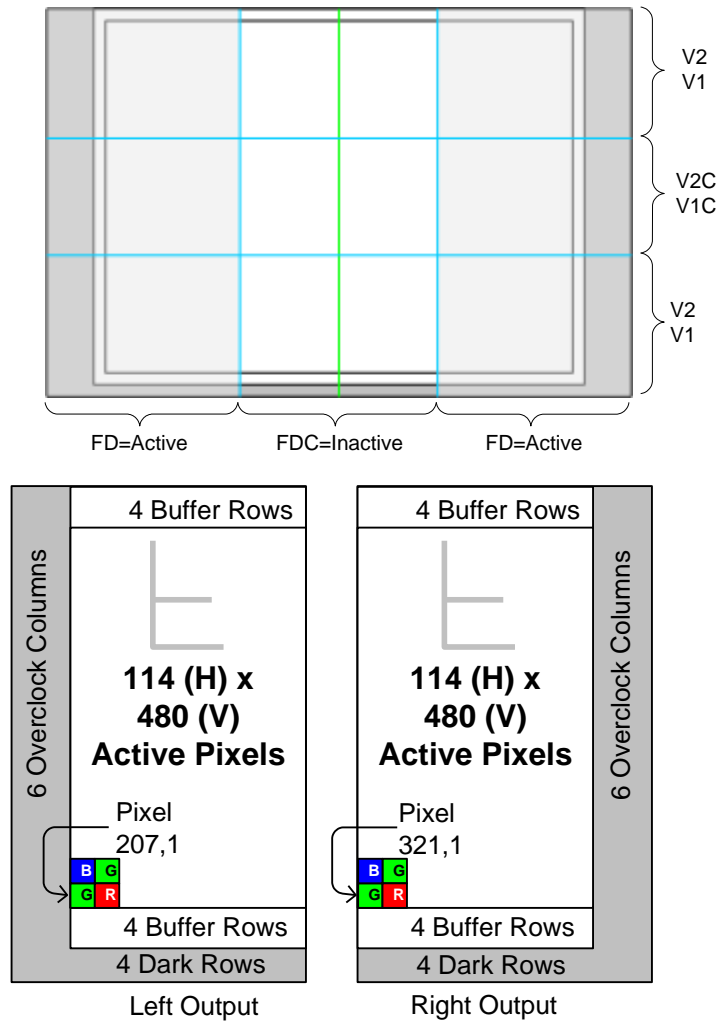 V2
V1
V2C
V1C
V2
V1
FD=Active
FDC=Inactive
FD=Active
4 Buffer Rows
6 Overclock Columns
114 (H) x
480 (V)
Active Pixels
Pixel
207,1
B G
G R
4 Buffer Rows
4 Dark Rows
Left Output
4 Buffer Rows
6 Overclock Columns
114 (H) x
480 (V)
Active Pixels
Pixel
321,1
B G
G R
4 Buffer Rows
4 Dark Rows
Right Output